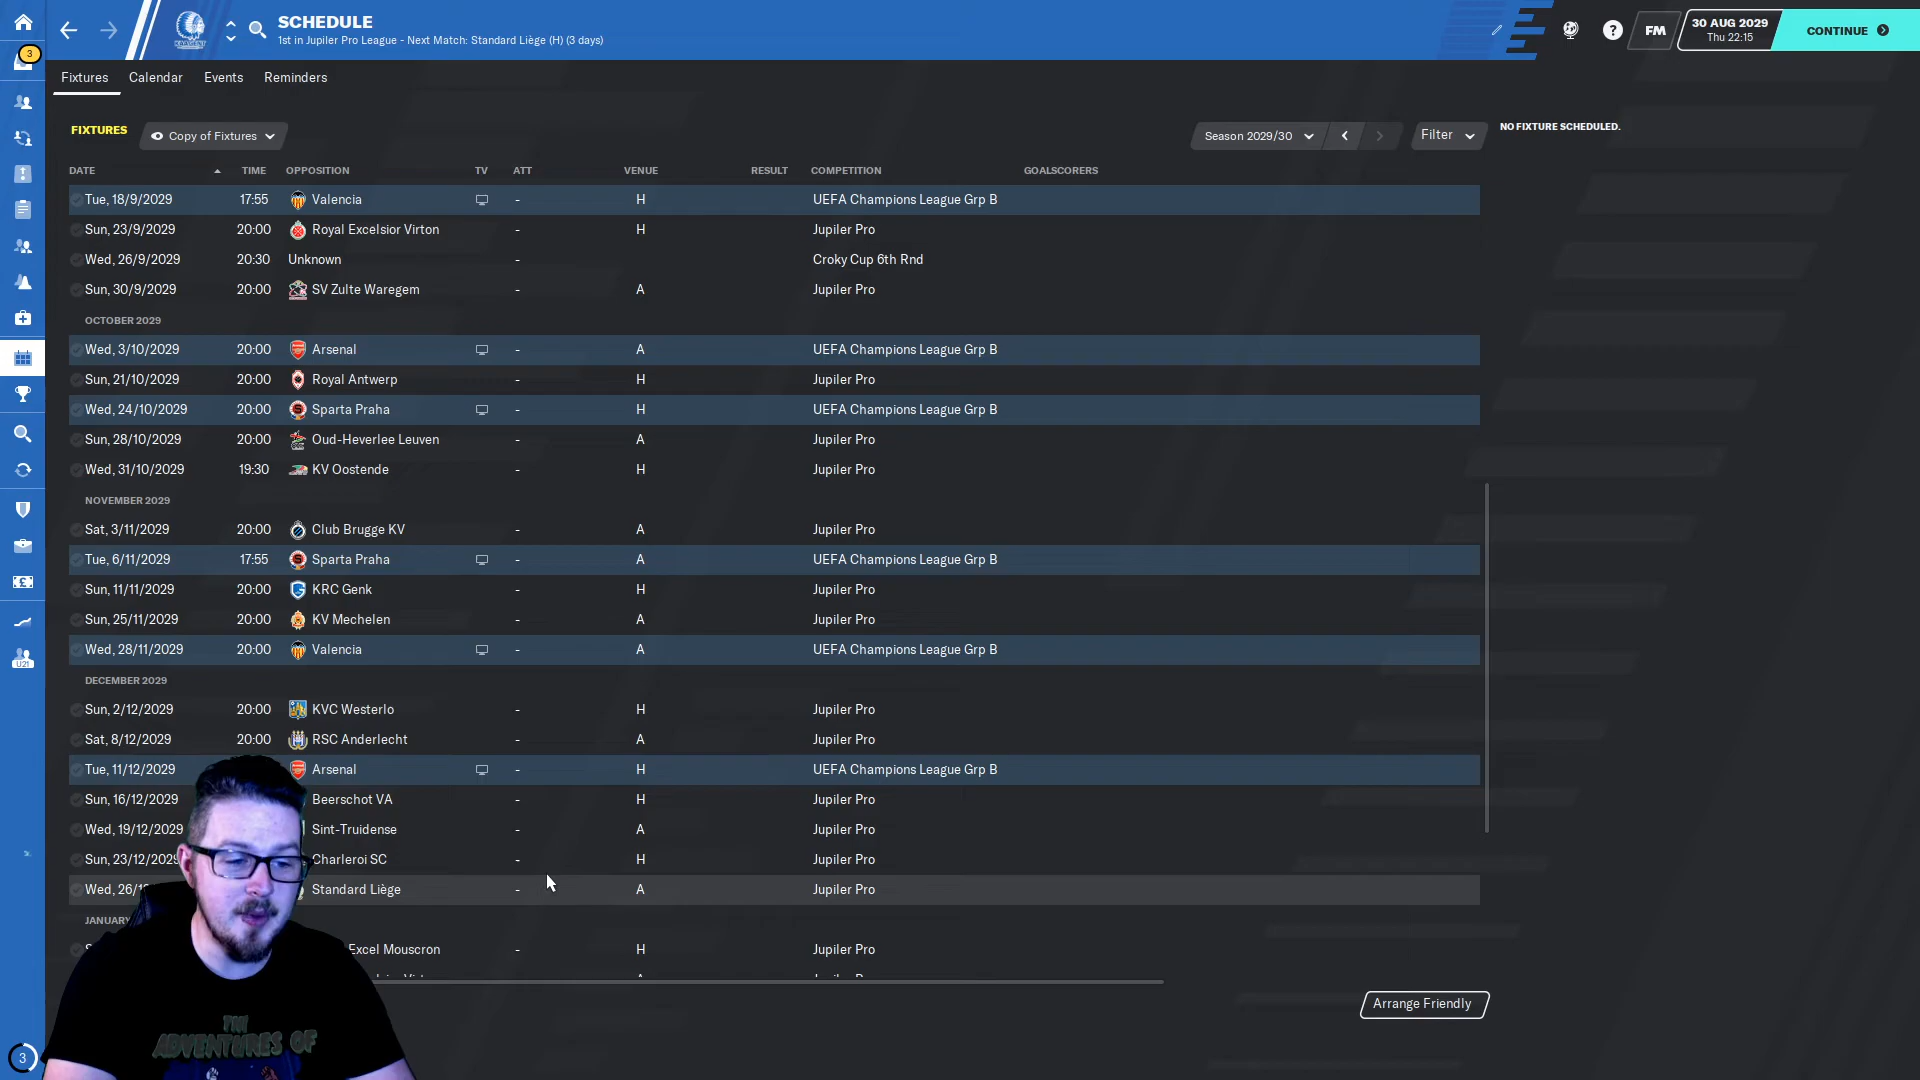 SCHEDULE
1st in Jupiler Pro League - Next Match: Standard Liège (H) (3 days)
FM
30 AUG 2029
Thu 22:15
CONTINUE
3
Fixtures Calendar Events Reminders
FIXTURES Copy of Fixtures Season 2029/30 Filter NO FIXTURE SCHEDULED.
DATE TIME OPPOSITION TV ATT VENUE RESULT COMPETITION GOALSCORERS
Tue, 18/9/2029 17:55 Valencia - H UEFA Champions League Grp B
Sun, 23/9/2029 20:00 Royal Excelsior Virton - H Jupiler Pro
Wed, 26/9/2029 20:30 Unknown - Croky Cup 6th Rnd
Sun, 30/9/2029 20:00 SV Zulte Waregem - A Jupiler Pro
OCTOBER 2029
Wed, 3/10/2029 20:00 Arsenal - A UEFA Champions League Grp B
Sun, 21/10/2029 20:00 Royal Antwerp - H Jupiler Pro
Wed, 24/10/2029 20:00 Sparta Praha - H UEFA Champions League Grp B
Sun, 28/10/2029 20:00 Oud-Heverlee Leuven - A Jupiler Pro
Wed, 31/10/2029 19:30 KV Oostende - H Jupiler Pro
NOVEMBER 2029
Sat, 3/11/2029 20:00 Club Brugge KV - A Jupiler Pro
Tue, 6/11/2029 17:55 Sparta Praha - A UEFA Champions League Grp B
Sun, 11/11/2029 20:00 KRC Genk - H Jupiler Pro
Sun, 25/11/2029 20:00 KV Mechelen - A Jupiler Pro
Wed, 28/11/2029 20:00 Valencia - A UEFA Champions League Grp B
U21
DECEMBER 2029
Sun, 2/12/2029 20:00 KVC Westerlo - H Jupiler Pro
Sat, 8/12/2029 20:00 RSC Anderlecht - A Jupiler Pro
Tue, 11/12/2029 Arsenal - H UEFA Champions League Grp B
Sun, 16/12/2029 Beerschot VA - H Jupiler Pro
Wed, 19/12/2029 Sint-Truidense - A Jupiler Pro
Sun, 23/12/2029 Charleroi SC - H Jupiler Pro
Wed, 26/ Standard Liège - A Jupiler Pro
JANUARY
Excel Mouscron - H Jupiler Pro
Arrange Friendly
ADVENTURES OF
3